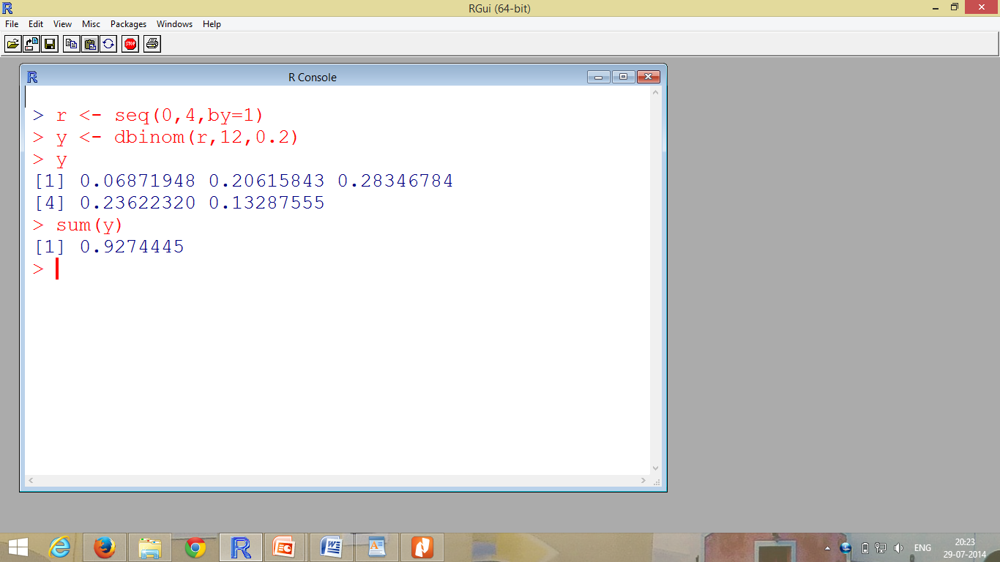 RGui (64-bit)
File Edit View Misc Packages Windows Help
STOP
R Console
> r <- seq(0,4,by=1)
> y <- dbinom(r,12,0.2)
> y
[1] 0.06871948 0.20615843 0.28346784
[4] 0.23622320 0.13287555
> sum(y)
[1] 0.9274445
>
ENG
20:23
29-07-2014